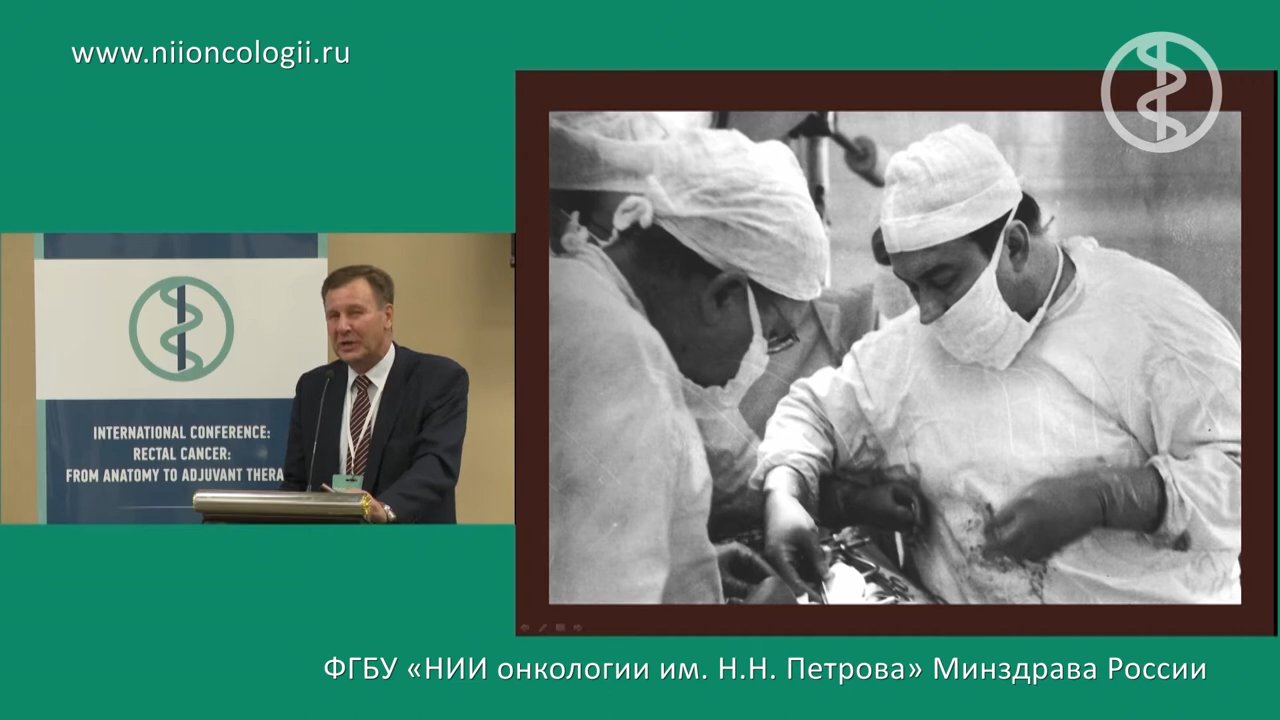 www.niioncologii.ru
INTERNATIONAL CONFERENCE:
RECTAL CANCER:
FROM ANATOMY TO ADJUVANT THERA
ФГБУ «НИИ онкологии им. Н.Н. Петрова» Минздрава России